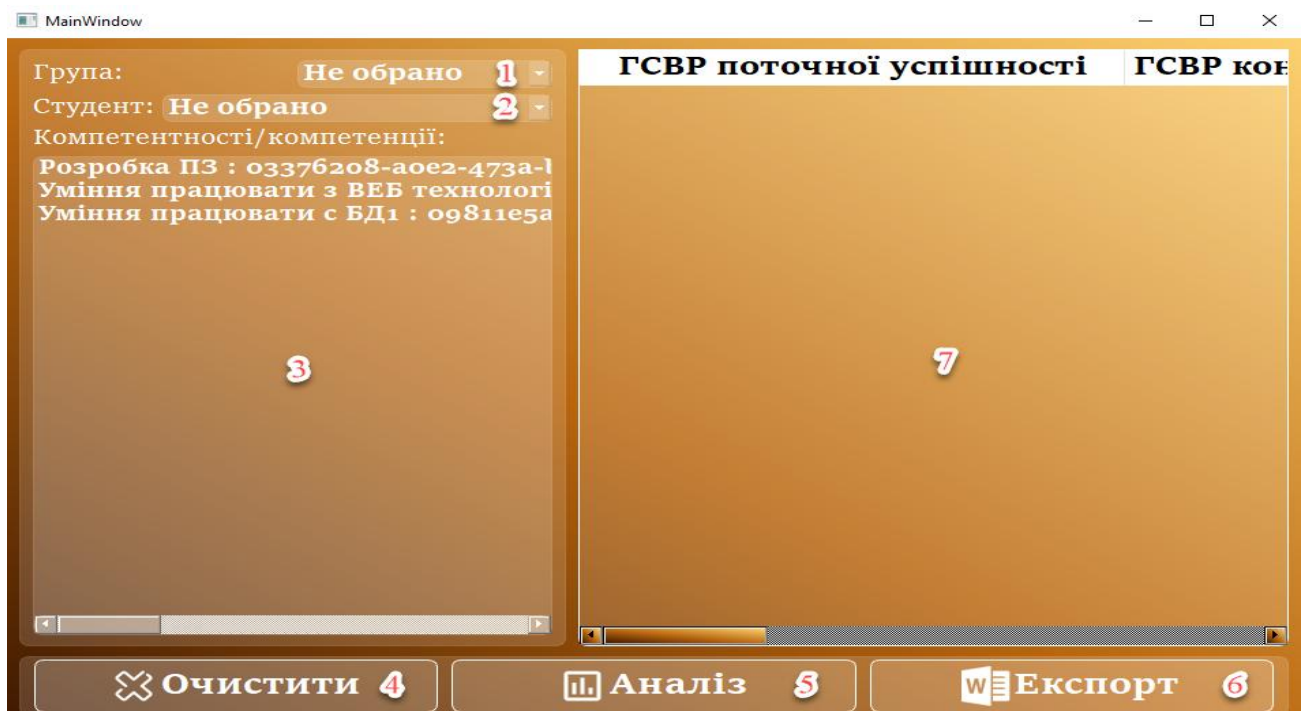 MainWindow
Група: Не обрано 1
Студент: Не обрано 2
Компетентності/компетенції:
Розробка ПЗ : 03376208-a0e2-473a-
Уміння працювати з ВЕБ технологі
Уміння працювати с БД1 : 09811e5a
3
ГСВР поточної успішності ГСВР кон
7
Очистити 4
Аналіз 5
W Експорт 6